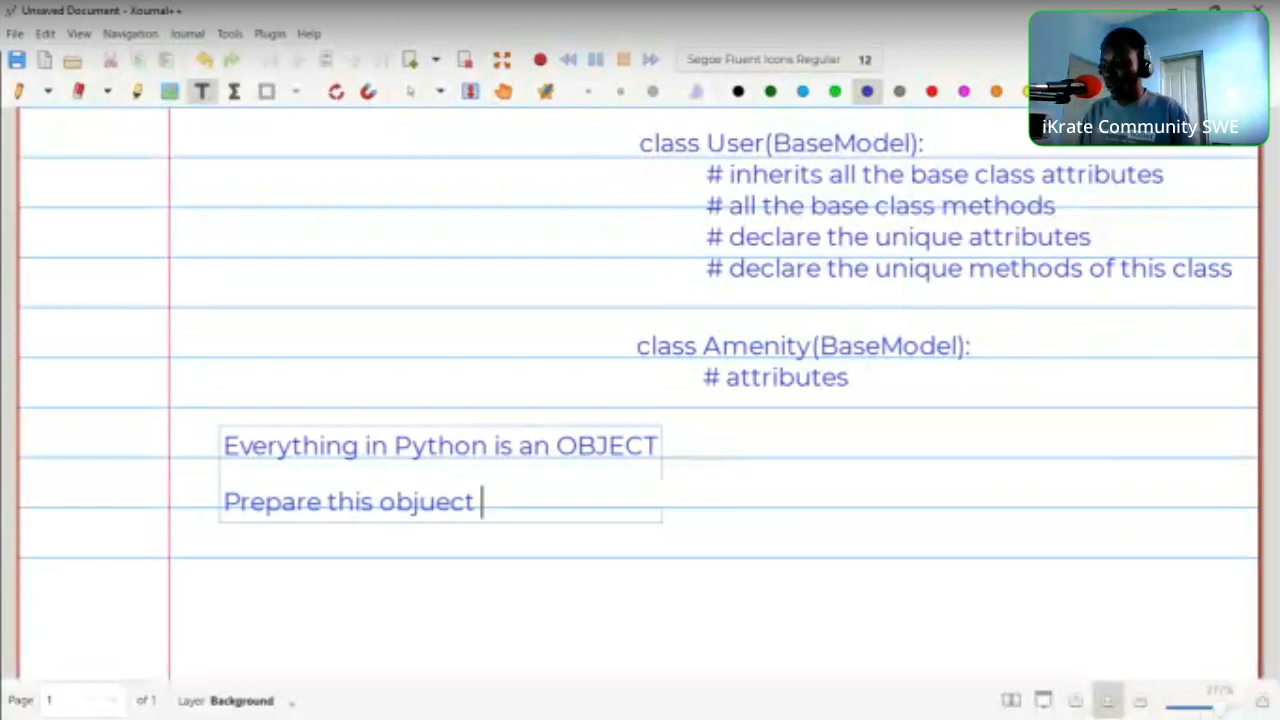 Unsaved Document - Xournal++
File Edit View Navigation Journal Tools Plugin Help
Segoe Fluent Icons Regular 12
iKrate Community SWE
class User(BaseModel):
# inherits all the base class attributes
# all the base class methods
# declare the unique attributes
# declare the unique methods of this class
class Amenity(BaseModel):
# attributes
Everything in Python is an OBJECT
Prepare this objuect
Page 1 of 1 Layer Background